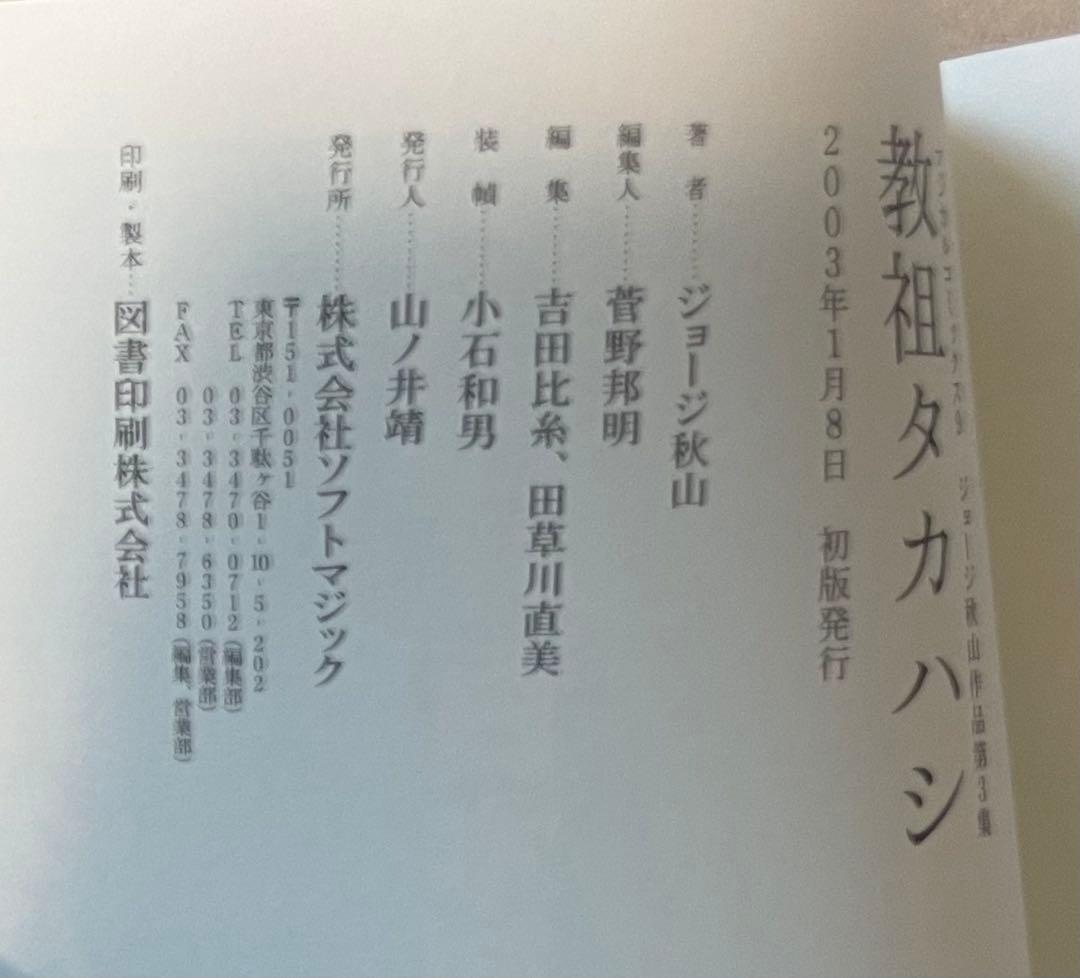 ジョージ秋山作品第3集
教祖タカハシ
2003年1月8日 初版発行
著者………ジョージ秋山
編集人………菅野邦明
編集………吉田比糸、田草川直美
装幀………小石和男
発行人………山ノ井靖
発行所………株式会社ソフトマジック
〒151-0051
東京都渋谷区千駄ヶ谷1-10-5-202
TEL 03-3470-0712(編集部)
03-3478-6350(営業部)
FAX 03-3478-7958(編集、営業部)
印刷・製本……図書印刷株式会社